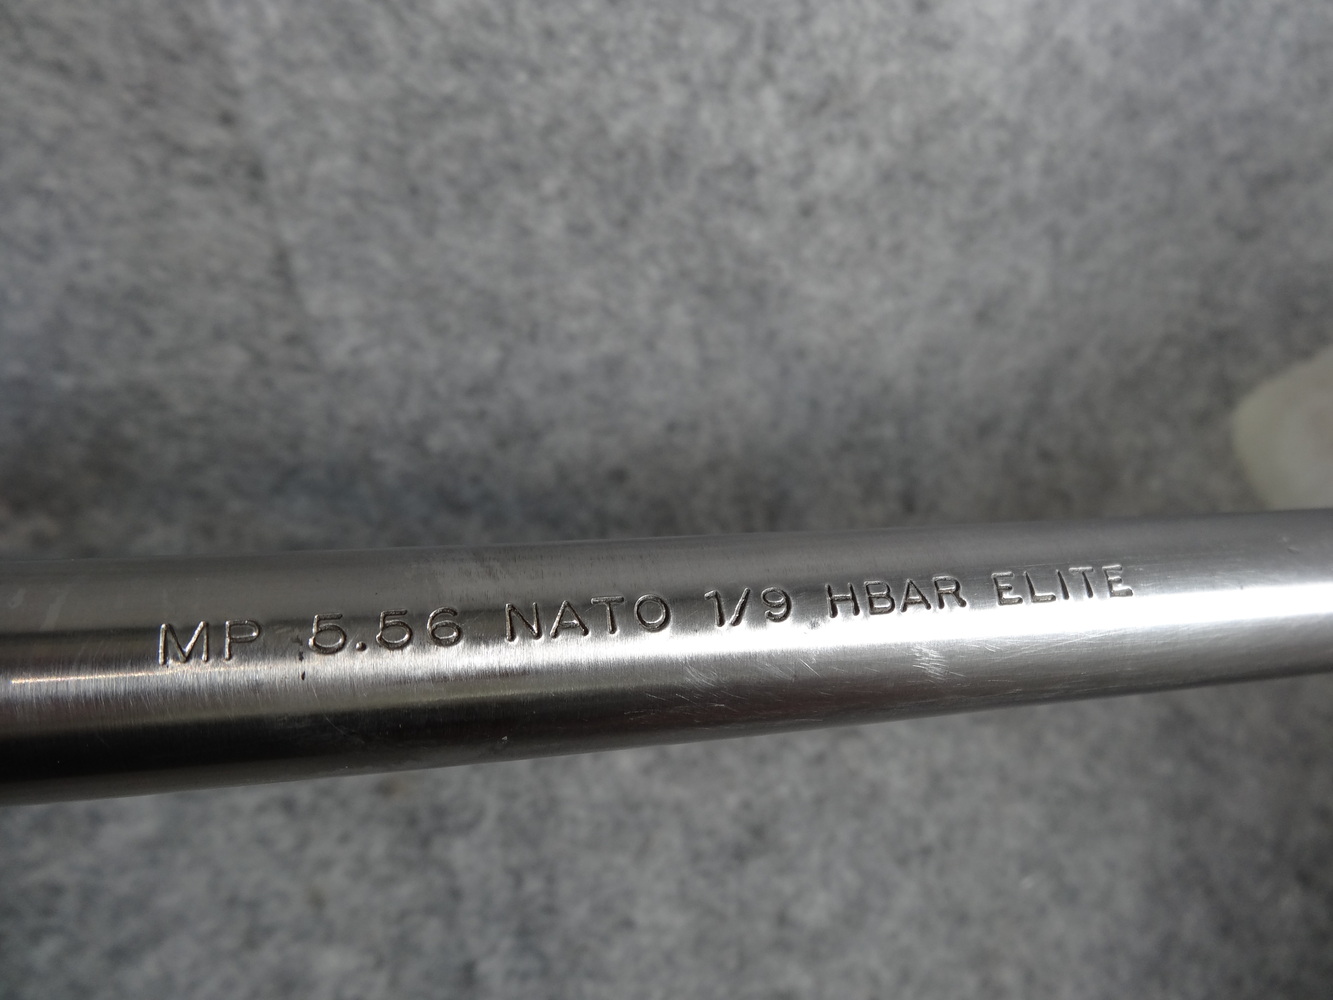 MP 5.56 NATO 1/9 HBAR ELITE